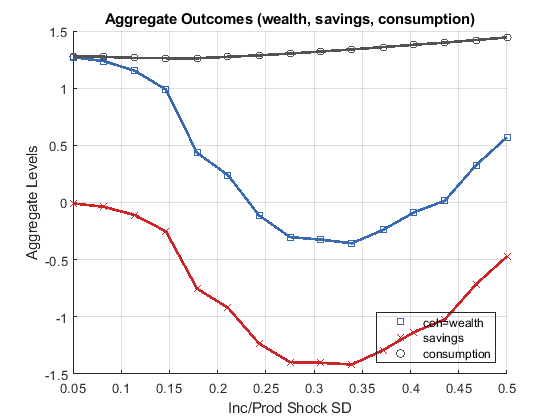 Aggregate Outcomes (wealth, savings, consumption)
Aggregate Levels
1.5
1
0.5
0
-0.5
-1
-1.5
coh=wealth
savings
consumption
0.05 0.1 0.15 0.2 0.25 0.3 0.35 0.4 0.45 0.5
Inc/Prod Shock SD